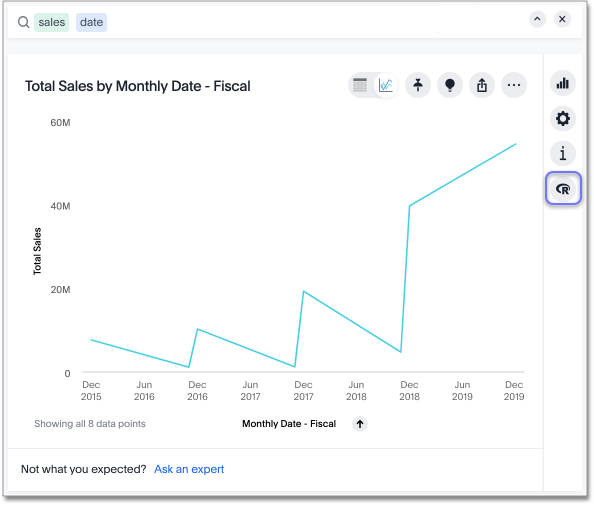 sales date
Total Sales by Monthly Date - Fiscal
60M
40M
20M
0
Total Sales
Dec 2015
Jun 2016
Dec 2016
Jun 2017
Dec 2017
Jun 2018
Dec 2018
Jun 2019
Dec 2019
Showing all 8 data points
Monthly Date - Fiscal
Not what you expected? Ask an expert
i
R